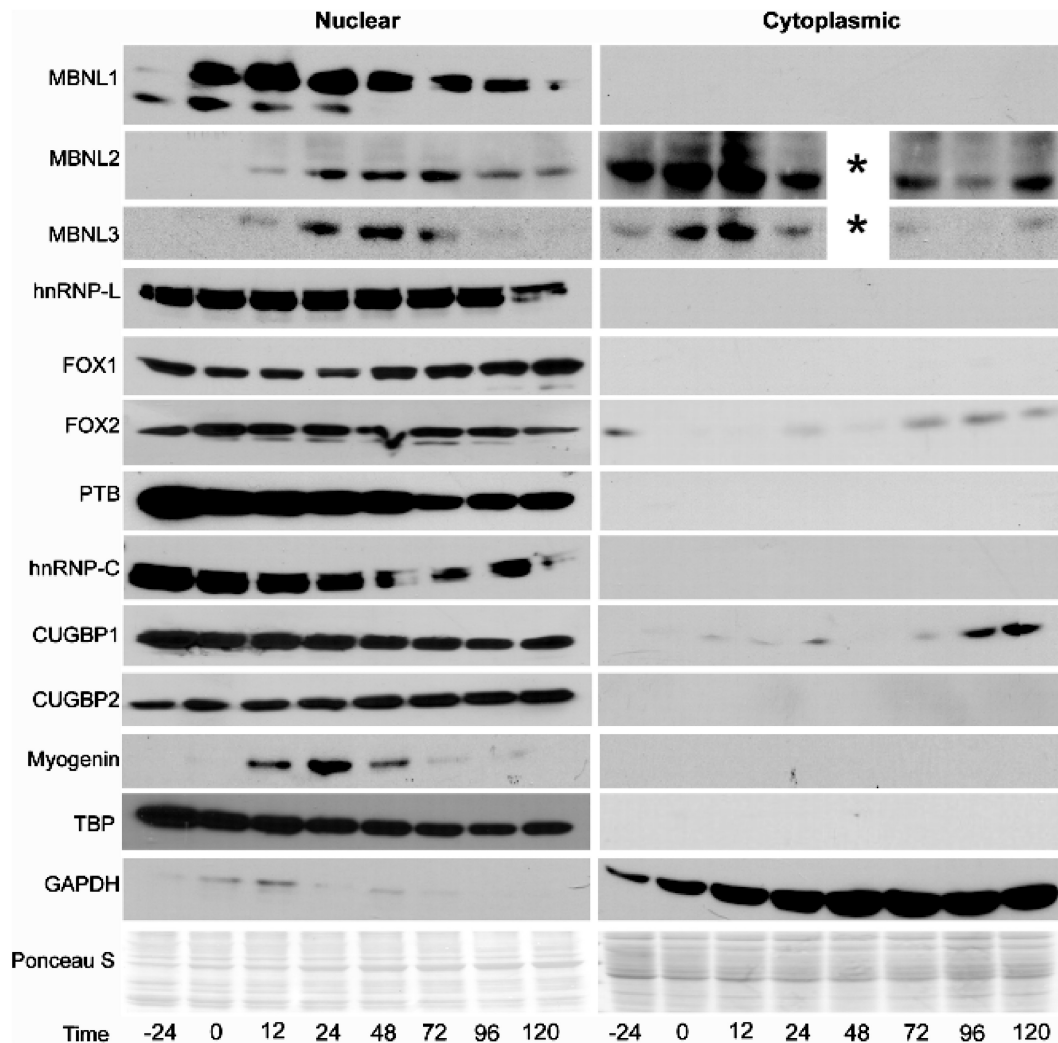 Nuclear Cytoplasmic
MBNL1
MBNL2 *
MBNL3 *
hnRNP-L
FOX1
FOX2
PTB
hnRNP-C
CUGBP1
CUGBP2
Myogenin
TBP
GAPDH
Ponceau S
Time -24 0 12 24 48 72 96 120 -24 0 12 24 48 72 96 120